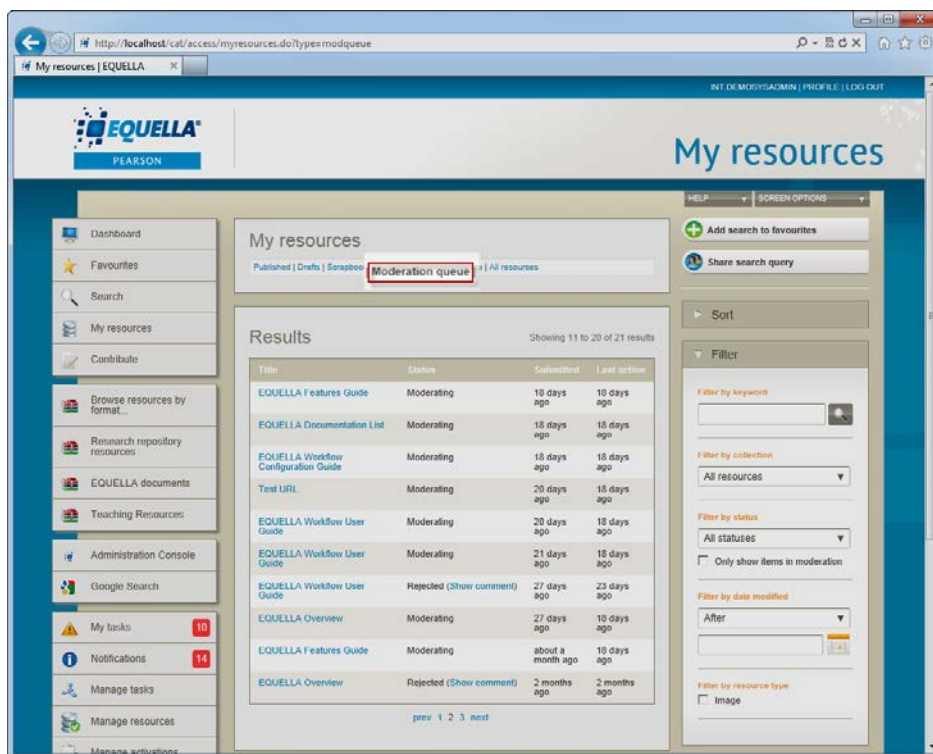 http://localhost/cat/access/myresources.do?type=modqueue
My resources | EQUELLA
INT.DEMOSYSADMIN | PROFILE | LOG OUT
EQUELLA®
PEARSON
My resources
HELP
SCREEN OPTIONS
Dashboard
Favourites
Search
My resources
Contribute
Browse resources by
format...
Research repository
resources
EQUELLA documents
Teaching Resources
Administration Console
Google Search
My tasks 10
Notifications 14
Manage tasks
Manage resources
Manage activations
My resources
Published | Drafts | Scrapboo Moderation queue s | All resources
Results
Showing 11 to 20 of 21 results
Title Status Submitted Last action
EQUELLA Features Guide Moderating 18 days 18 days
ago ago
EQUELLA Documentation List Moderating 18 days 18 days
ago ago
EQUELLA Workflow Moderating 18 days 18 days
Configuration Guide ago ago
Test URL Moderating 20 days 18 days
ago ago
EQUELLA Workflow User Moderating 20 days 18 days
Guide ago ago
EQUELLA Workflow User Moderating 21 days 18 days
Guide ago ago
EQUELLA Workflow User Rejected (Show comment) 27 days 23 days
Guide ago ago
EQUELLA Overview Moderating 27 days 18 days
ago ago
EQUELLA Features Guide Moderating about a 18 days
month ago ago
EQUELLA Overview Rejected (Show comment) 2 months 2 months
ago ago
prev 1 2 3 next
Add search to favourites
Share search query
Sort
Filter
Filter by keyword
Filter by collection
All resources
Filter by status
All statuses
Only show items in moderation
Filter by date modified
After
Filter by resource type
Image